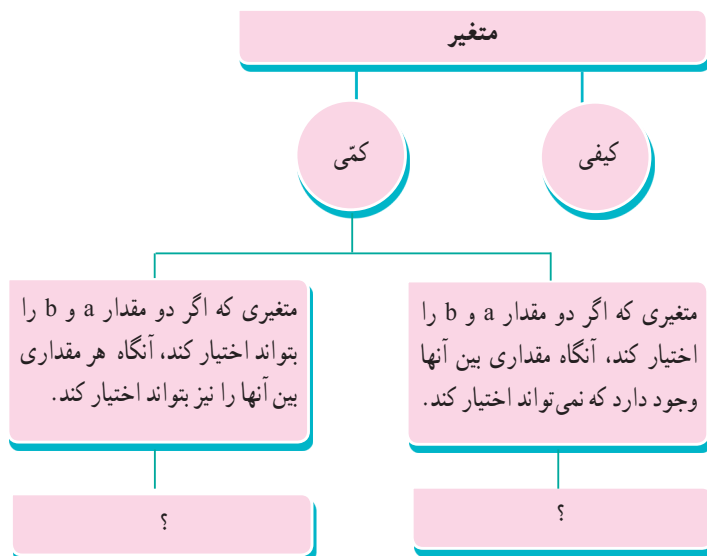 متغیر
کیفی
کمّی
متغیری که اگر دو مقدار a و b را
اختیار کند، آنگاه مقداری بین آنها
وجود دارد که نمی‌تواند اختیار کند.
متغیری که اگر دو مقدار a و b را
بتواند اختیار کند، آنگاه هر مقداری
بین آنها را نیز بتواند اختیار کند.
؟
؟